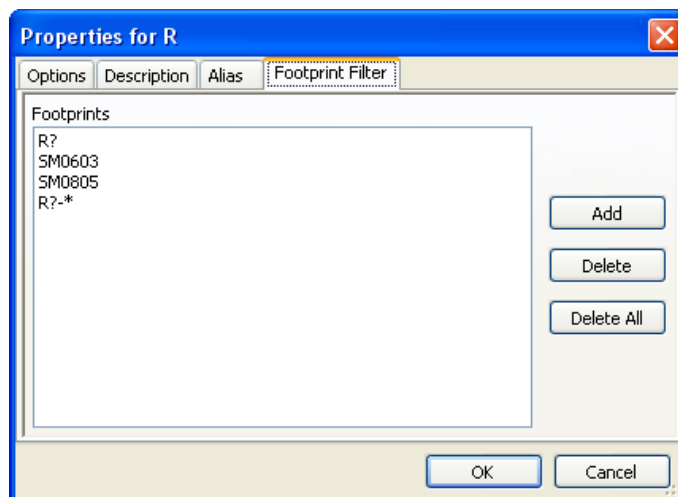 Properties for R
Options Description Alias Footprint Filter
Footprints
R?
SM0603
SM0805
R?-*
Add
Delete
Delete All
OK Cancel